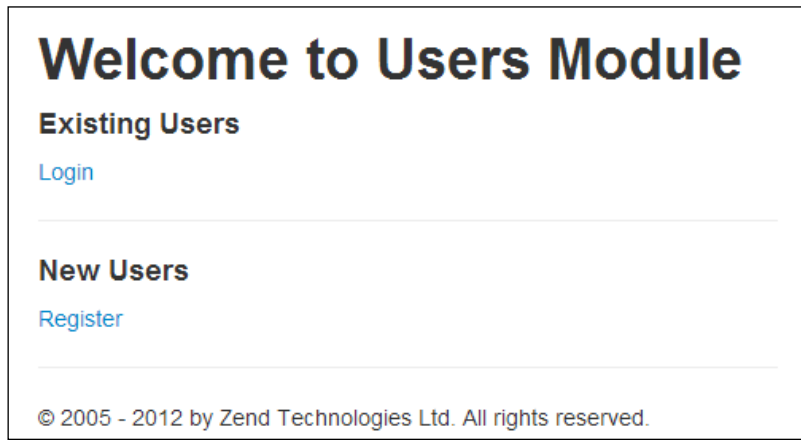 Welcome to Users Module
Existing Users
Login
New Users
Register
© 2005 - 2012 by Zend Technologies Ltd. All rights reserved.